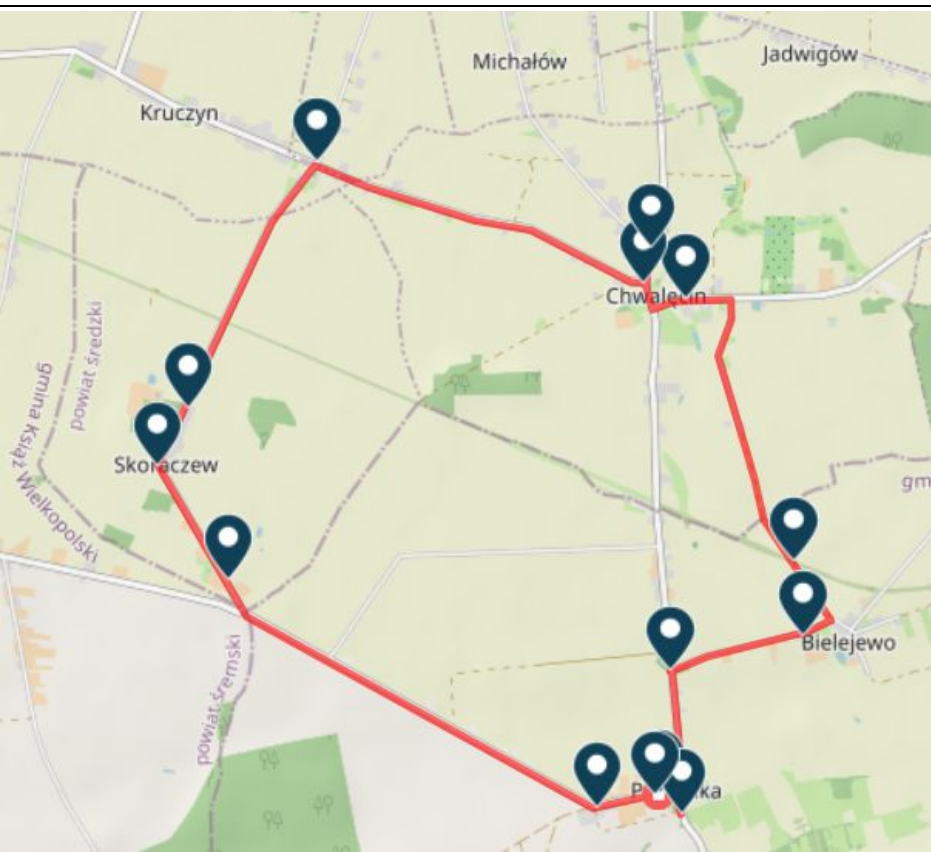 Michałów
Jadwigów
Kruczyn
Chwalęcin
powiat średzki
gmina Książ Wielkopolski
Skoraczew
gm
Bielejewo
powiat śremski